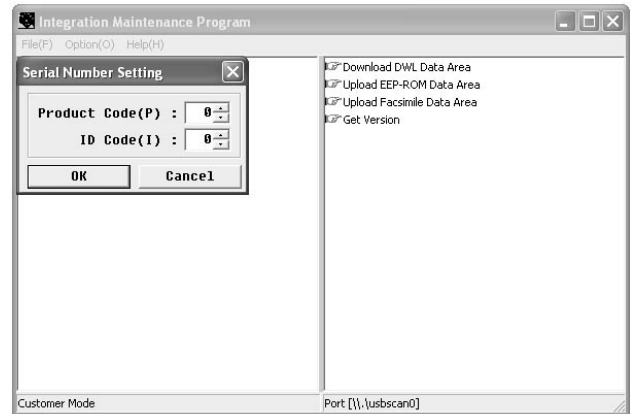 Integration Maintenance Program
File(F) Option(O) Help(H)
Serial Number Setting
Product Code(P) : 0
ID Code(I) : 0
OK Cancel
Download DWL Data Area
Upload EEP-ROM Data Area
Upload Facsimile Data Area
Get Version
Customer Mode
Port [\\.\usbscan0]